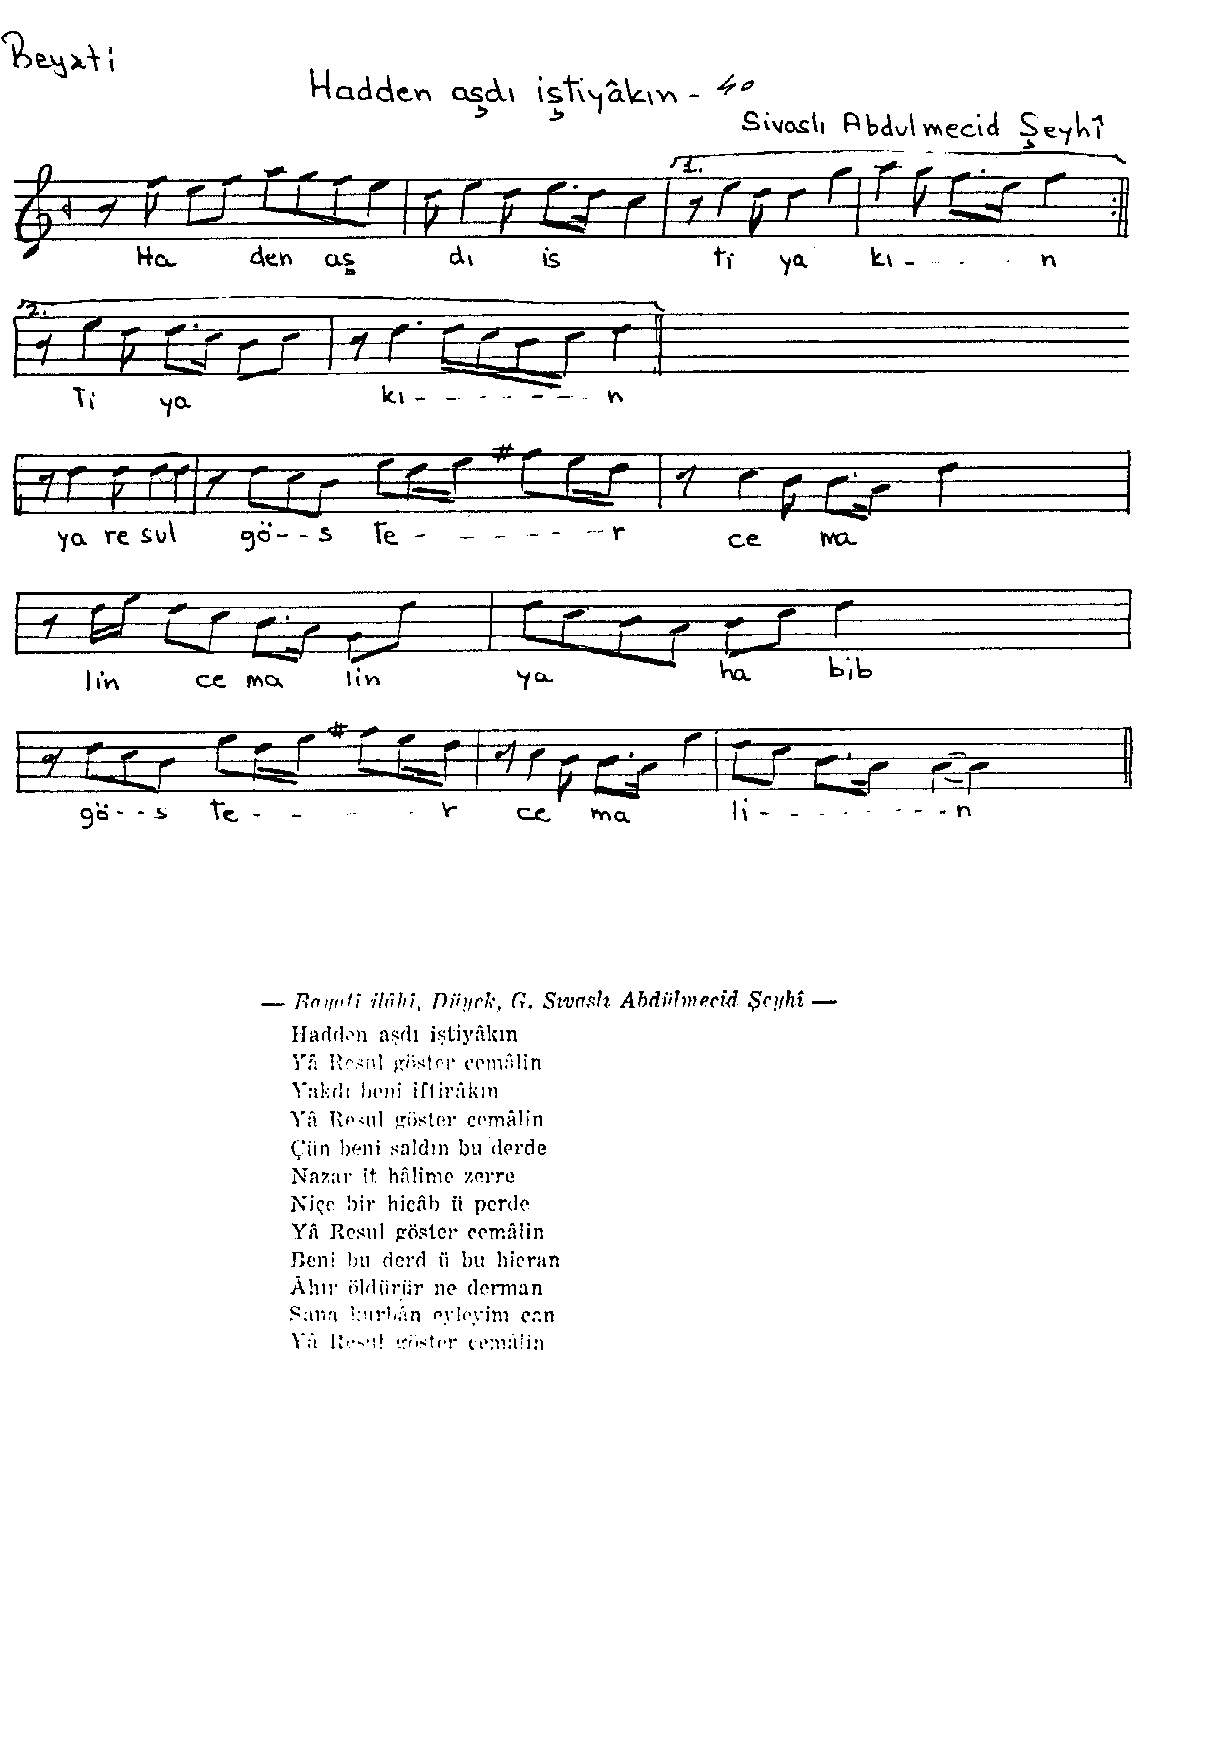 Beyati
Hadden aşdı iştiyâkın - 40
Sivaslı Abdulmecid Şeyhî
1.
Ha den aş dı is ti ya kı - - - - n
2.
Ti ya kı - - - - - - - n
ya re sul gö - - s te - - - - - - r ce ma
lin ce ma lin ya ha bib
gö - - s te - - - r ce ma li - - - - - - - n
— Bayati ilâhi, Düyek, G. Sıvaslı Abdülmecid Şeyhî —
Hadden aşdı iştiyâkın
Yâ Resul göster cemâlin
Yakdı beni iftirâkın
Yâ Resul göster cemâlin
Çün beni saldın bu derde
Nazar it hâlime zerre
Niçe bir hicâb ü perde
Yâ Resul göster cemâlin
Beni bu derd ü bu hicran
Âhır öldürür ne derman
Sana kurbân eyleyim can
Yâ Resul göster cemâlin